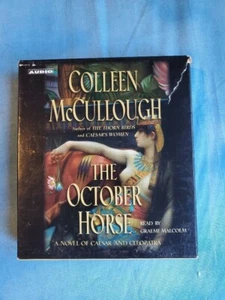 AUDIO
COLLEEN
McCULLOUGH
Author of THE THORN BIRDS
and CAESAR'S WOMEN
THE
OCTOBER
HORSE
READ BY
GRAEME MALCOLM
A NOVEL OF CAESAR AND CLEOPATRA